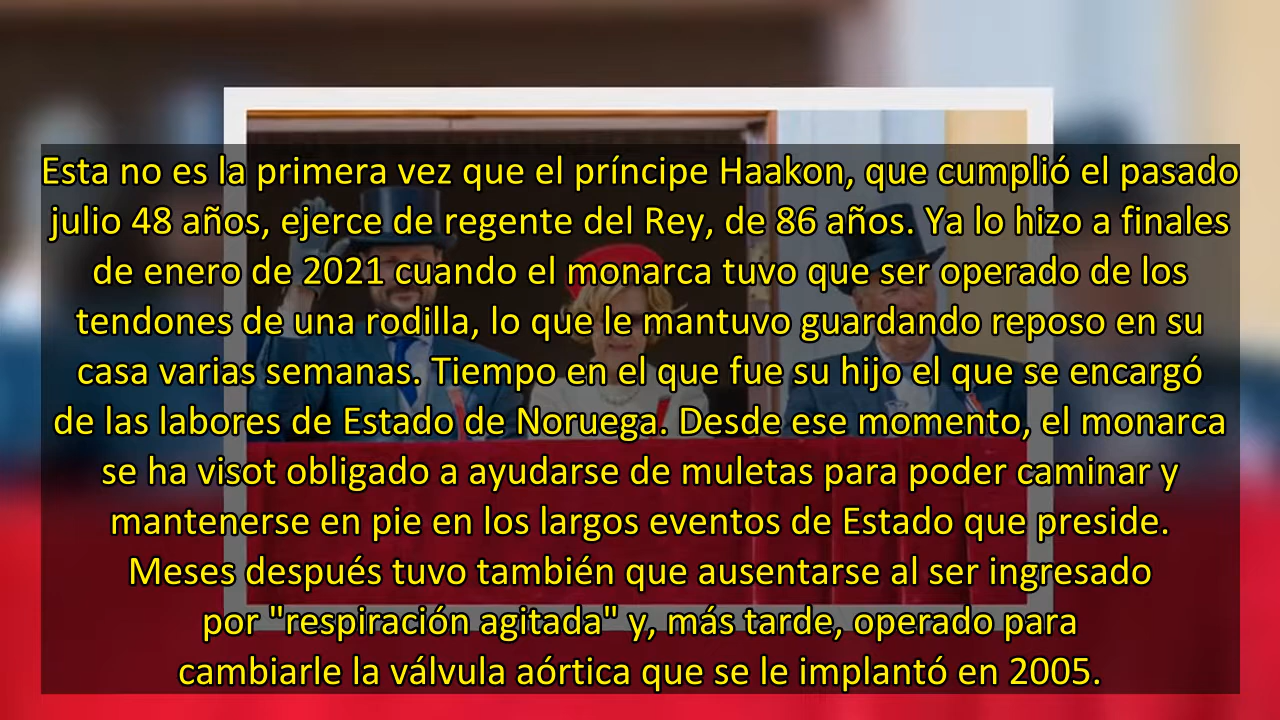 Esta no es la primera vez que el príncipe Haakon, que cumplió el pasado
julio 48 años, ejerce de regente del Rey, de 86 años. Ya lo hizo a finales
de enero de 2021 cuando el monarca tuvo que ser operado de los
tendones de una rodilla, lo que le mantuvo guardando reposo en su
casa varias semanas. Tiempo en el que fue su hijo el que se encargó
de las labores de Estado de Noruega. Desde ese momento, el monarca
se ha visot obligado a ayudarse de muletas para poder caminar y
mantenerse en pie en los largos eventos de Estado que preside.
Meses después tuvo también que ausentarse al ser ingresado
por "respiración agitada" y, más tarde, operado para
cambiarle la válvula aórtica que se le implantó en 2005.